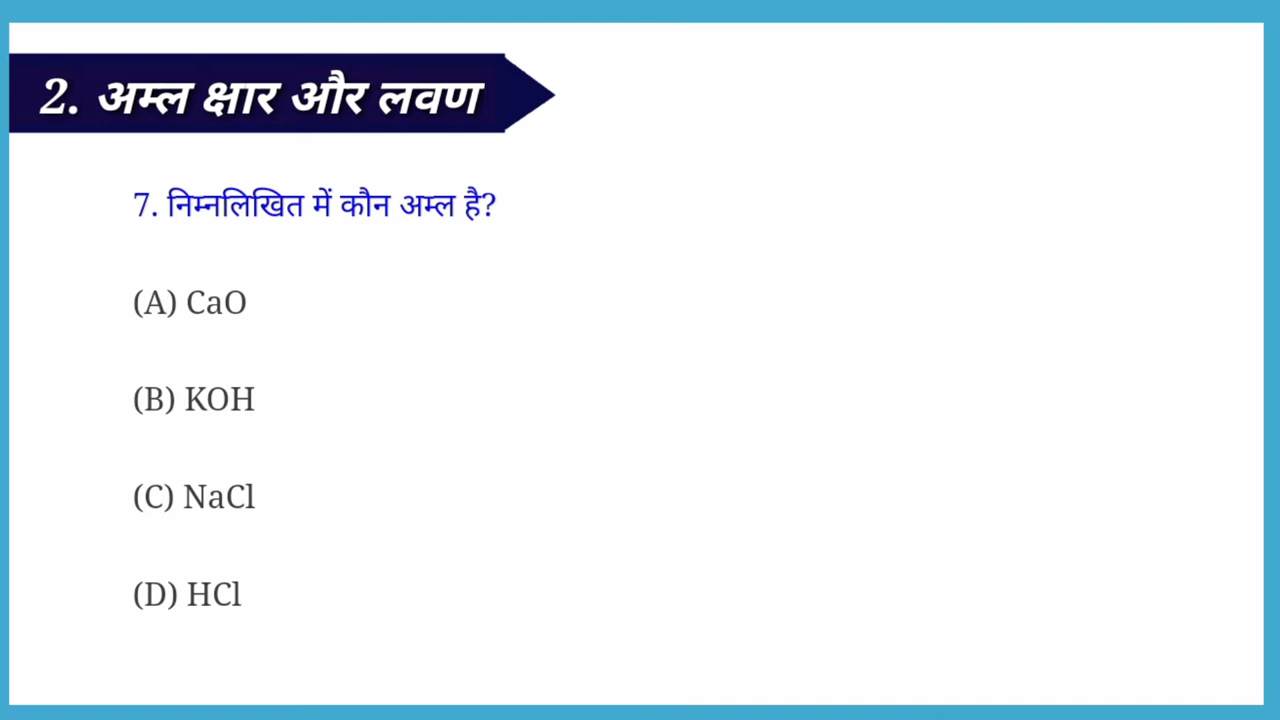 2. अम्ल क्षार और लवण
7. निम्नलिखित में कौन अम्ल है?
(A) CaO
(B) KOH
(C) NaCl
(D) HCl